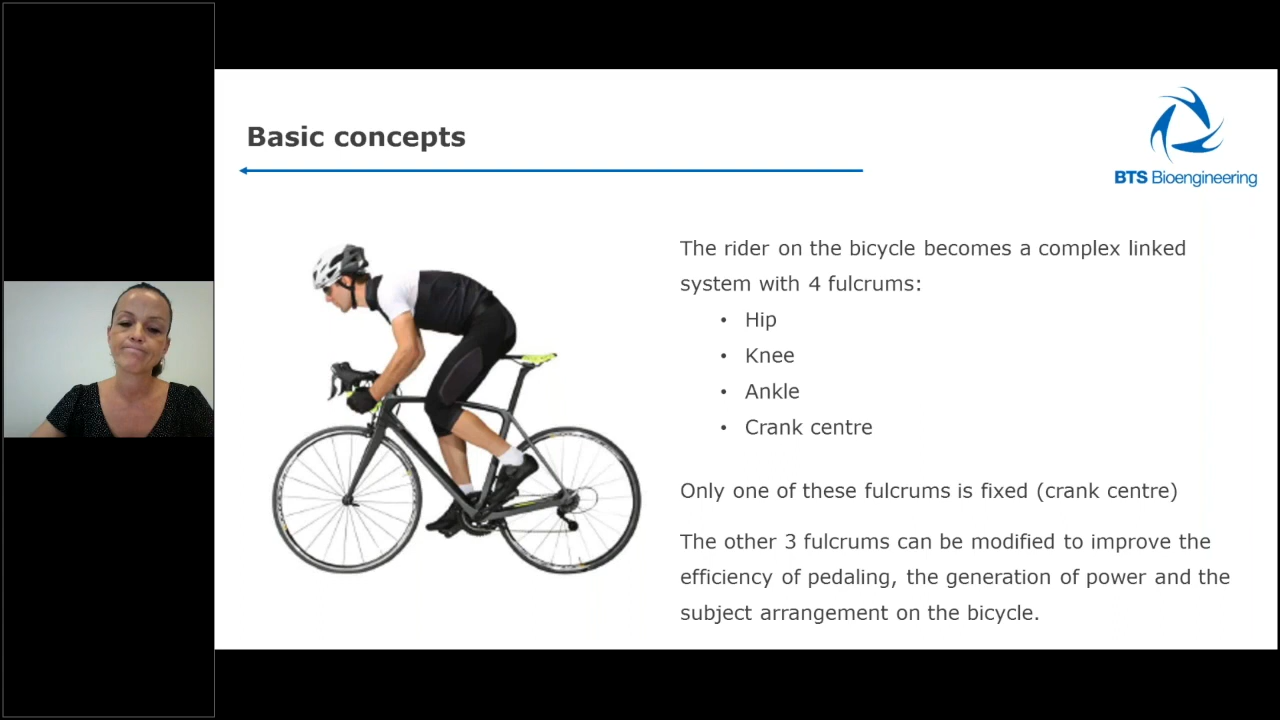 Basic concepts
BTS Bioengineering
The rider on the bicycle becomes a complex linked
system with 4 fulcrums:
• Hip
• Knee
• Ankle
• Crank centre
Only one of these fulcrums is fixed (crank centre)
The other 3 fulcrums can be modified to improve the
efficiency of pedaling, the generation of power and the
subject arrangement on the bicycle.